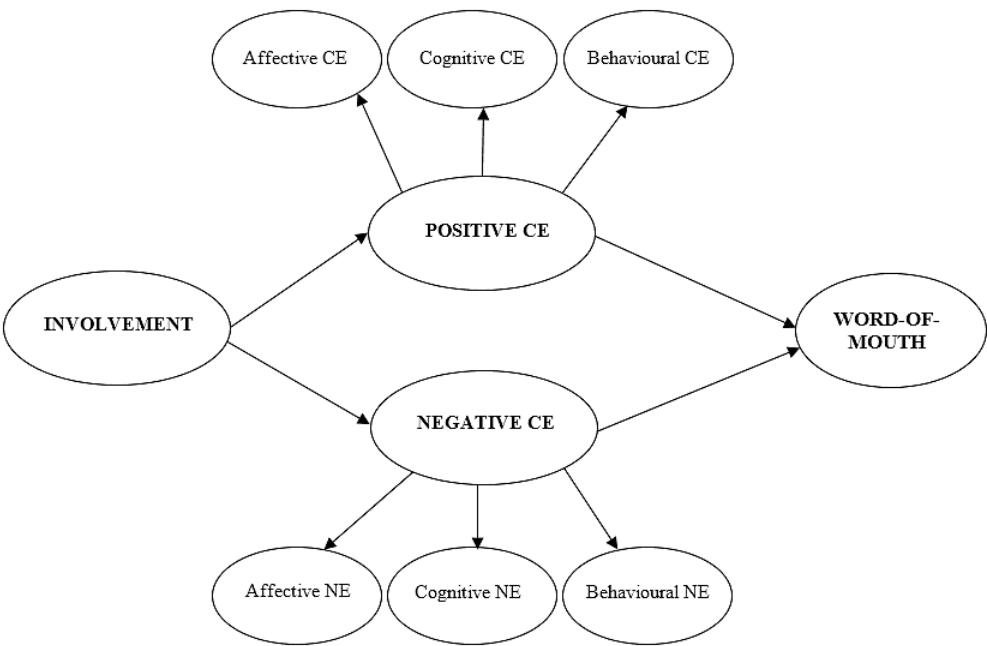 Affective CE
Cognitive CE
Behavioural CE
POSITIVE CE
INVOLVEMENT
WORD-OF-
MOUTH
NEGATIVE CE
Affective NE
Cognitive NE
Behavioural NE